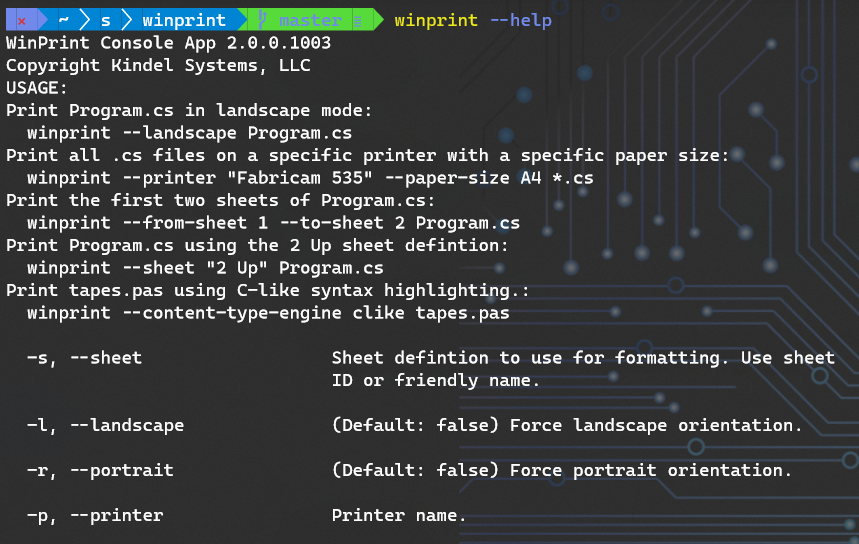 × ~ s winprint master ≡ winprint --help
WinPrint Console App 2.0.0.1003
Copyright Kindel Systems, LLC
USAGE:
Print Program.cs in landscape mode:
  winprint --landscape Program.cs
Print all .cs files on a specific printer with a specific paper size:
  winprint --printer "Fabricam 535" --paper-size A4 *.cs
Print the first two sheets of Program.cs:
  winprint --from-sheet 1 --to-sheet 2 Program.cs
Print Program.cs using the 2 Up sheet defintion:
  winprint --sheet "2 Up" Program.cs
Print tapes.pas using C-like syntax highlighting.:
  winprint --content-type-engine clike tapes.pas
  -s, --sheet                  Sheet defintion to use for formatting. Use sheet
                               ID or friendly name.
  -l, --landscape              (Default: false) Force landscape orientation.
  -r, --portrait               (Default: false) Force portrait orientation.
  -p, --printer                Printer name.